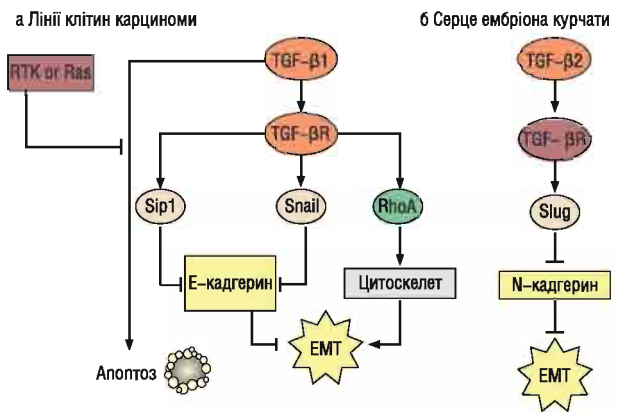 а Лінії клітин карциноми
б Серце ембріона курчати
RTK or Ras
TGF–β1
TGF–β2
TGF–βR
TGF– βR
Sip1
Snail
RhoA
Slug
Е–кадгерин
Цитоскелет
N–кадгерин
Апоптоз
ЕМТ
ЕМТ